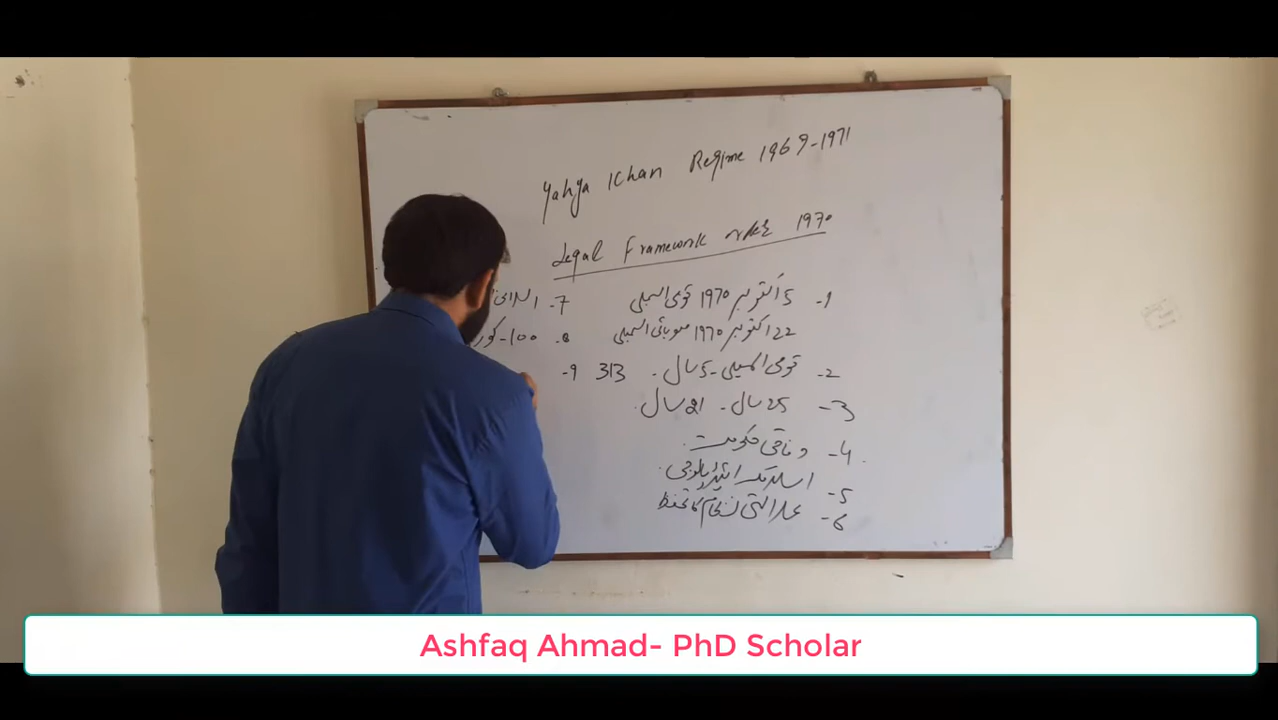 Yahya Khan Regime 1969-1971
Legal Framework order 1970
1- 5 اکتوبر 1970 قومی اسمبلی
22 اکتوبر 1970 صوبائی اسمبلی
2- قومی اسمبلی - 5 سال - 313
3- 25 سال - 21 سال
4- وفاقی حکومت
5- اسلامک آئیڈیالوجی
6- عدالتی نظام کا تحفظ
7-
8- 100 - کور
9-
Ashfaq Ahmad- PhD Scholar